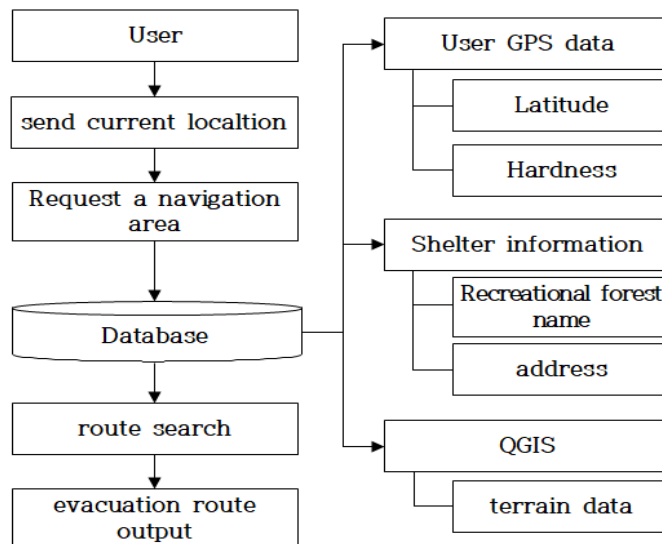 User
send current localtion
Request a navigation
area
Database
route search
evacuation route
output
User GPS data
Latitude
Hardness
Shelter information
Recreational forest
name
address
QGIS
terrain data